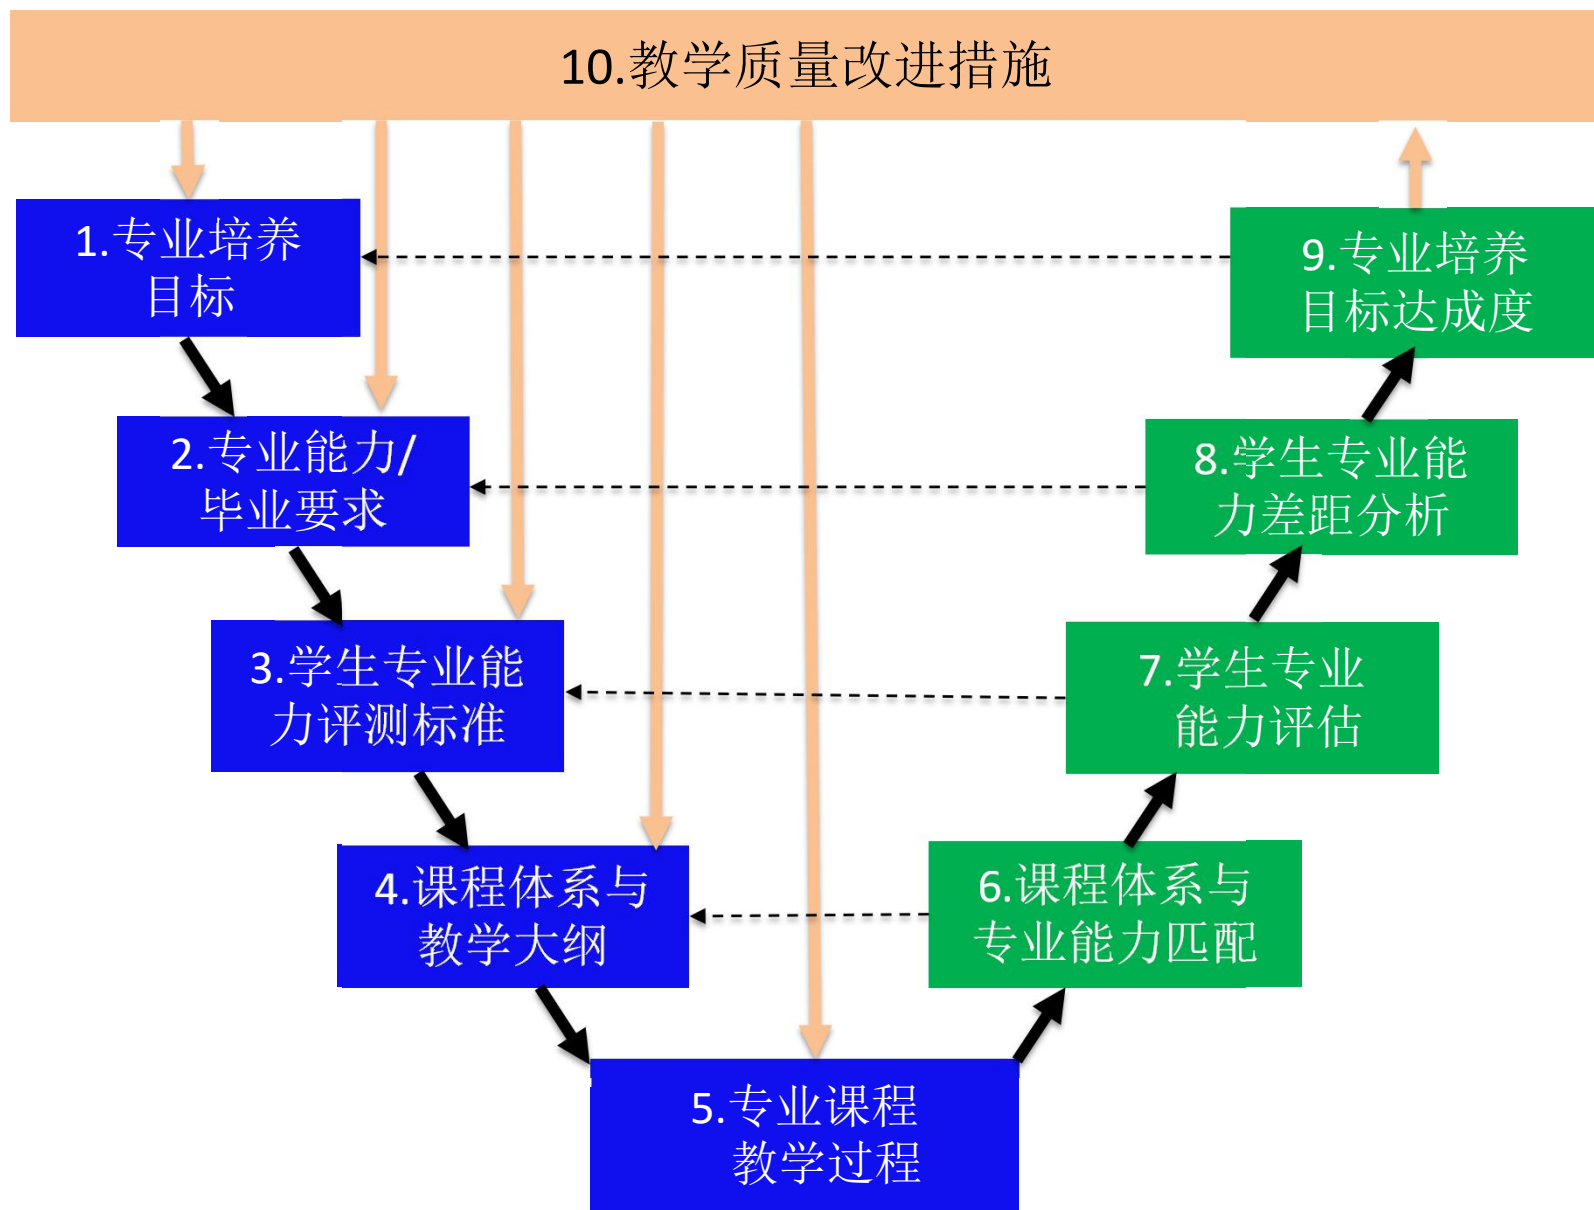 10.教学质量改进措施
1.专业培养
目标
9.专业培养
目标达成度
2.专业能力/
毕业要求
8.学生专业能
力差距分析
3.学生专业能
力评测标准
7.学生专业
能力评估
4.课程体系与
教学大纲
6.课程体系与
专业能力匹配
5.专业课程
教学过程